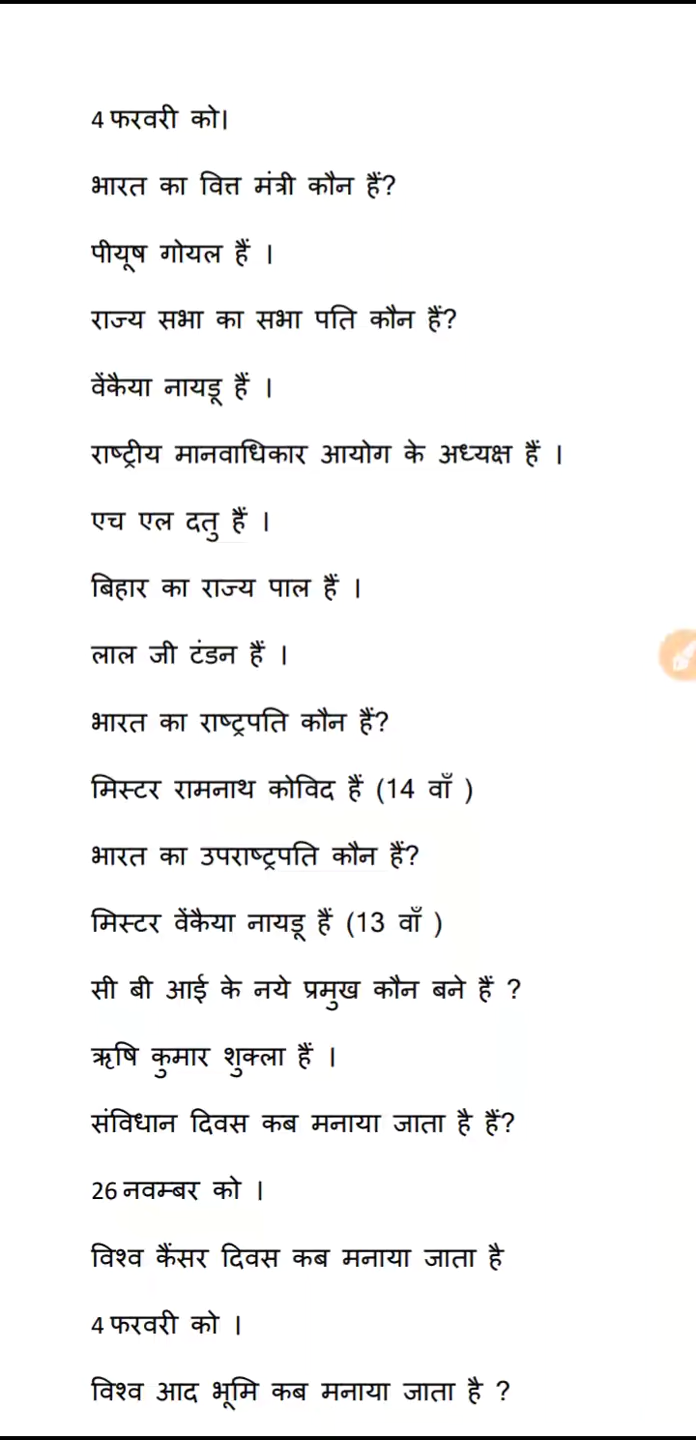 4 फरवरी को।
भारत का वित्त मंत्री कौन हैं?
पीयूष गोयल हैं ।
राज्य सभा का सभा पति कौन हैं?
वेंकैया नायडू हैं ।
राष्ट्रीय मानवाधिकार आयोग के अध्यक्ष हैं ।
एच एल दतु हैं ।
बिहार का राज्य पाल हैं ।
लाल जी टंडन हैं ।
भारत का राष्ट्रपति कौन हैं?
मिस्टर रामनाथ कोविद हैं (14 वाँ )
भारत का उपराष्ट्रपति कौन हैं?
मिस्टर वेंकैया नायडू हैं (13 वाँ )
सी बी आई के नये प्रमुख कौन बने हैं ?
ऋषि कुमार शुक्ला हैं ।
संविधान दिवस कब मनाया जाता है हैं?
26 नवम्बर को ।
विश्व कैंसर दिवस कब मनाया जाता है
4 फरवरी को ।
विश्व आद भूमि कब मनाया जाता है ?